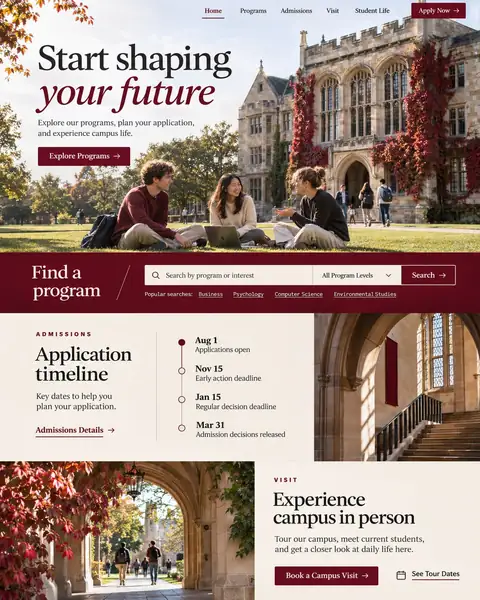 Home Programs Admissions Visit Student Life Apply Now →
Start shaping
your future
Explore our programs, plan your application,
and experience campus life.
Explore Programs →
Find a
program
Search by program or interest
All Program Levels
Search →
Popular searches: Business Psychology Computer Science Environmental Studies
ADMISSIONS
Application
timeline
Key dates to help you
plan your application.
Admissions Details →
Aug 1
Applications open
Nov 15
Early action deadline
Jan 15
Regular decision deadline
Mar 31
Admission decisions released
VISIT
Experience
campus in person
Tour our campus, meet current students,
and get a closer look at daily life here.
Book a Campus Visit →
See Tour Dates